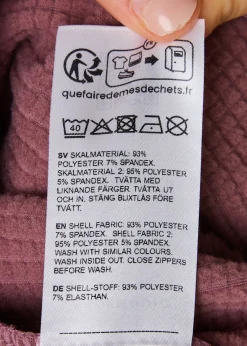 FR
quefairedemesdechets.fr
40
SV SKALMATERIAL: 93%
POLYESTER 7% SPANDEX.
SKALMATERIAL 2: 95% POLYESTER
5% SPANDEX. TVÄTTA MED
LIKNANDE FÄRGER. TVÄTTA UT
OCH IN. STÄNG BLIXTLÅS FÖRE
TVÄTT.
EN SHELL FABRIC: 93% POLYESTER
7% SPANDEX. SHELL FABRIC 2:
95% POLYESTER 5% SPANDEX.
WASH WITH SIMILAR COLOURS.
WASH INSIDE OUT. CLOSE ZIPPERS
BEFORE WASH.
DE SHELL-STOFF: 93% POLYESTER
7% ELASTHAN.